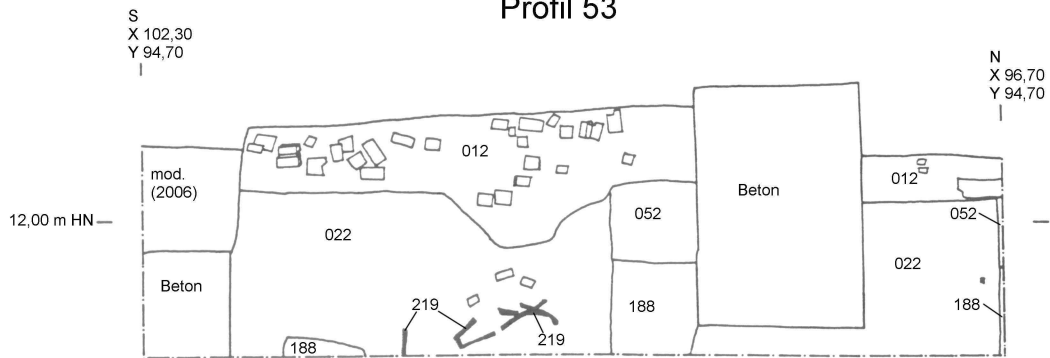 Profil 53
S
X 102,30
Y 94,70
N
X 96,70
Y 94,70
mod.
(2006)
012
Beton
012
12,00 m HN
022
052
052
022
Beton
219
188
188
219
188